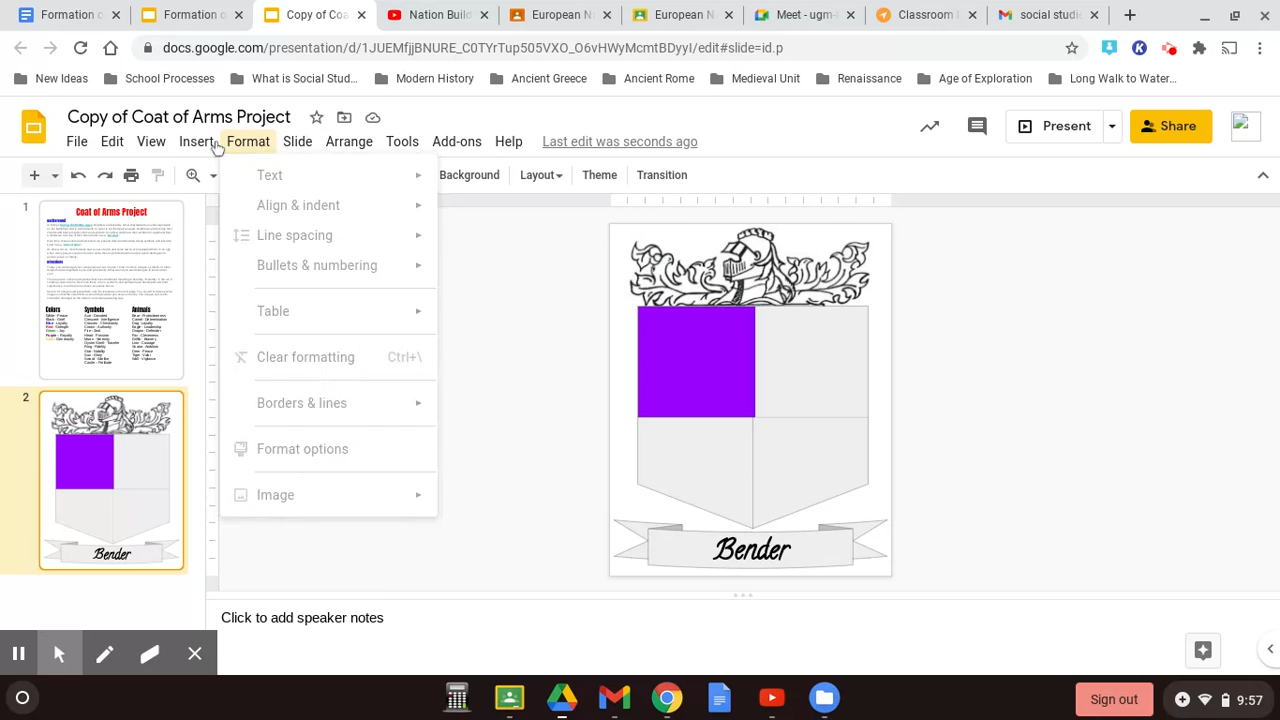 Formation o
Formation o
Copy of Coa
Nation Build
European N
European N
Meet - ugm-
Classroom
social studi
docs.google.com/presentation/d/1JUEMfjjBNURE_C0TYrTup505VXO_O6vHWyMcmtBDyyI/edit#slide=id.p
New Ideas
School Processes
What is Social Stud...
Modern History
Ancient Greece
Ancient Rome
Medieval Unit
Renaissance
Age of Exploration
Long Walk to Water...
Copy of Coat of Arms Project
Present
Share
File Edit View Insert Format Slide Arrange Tools Add-ons Help Last edit was seconds ago
Background Layout Theme Transition
Text
Align & indent
Line spacing
Bullets & numbering
Table
Clear formatting Ctrl+\
Borders & lines
Format options
Image
1
Coat of Arms Project
Colors Symbols Animals
2
Bender
Bender
Click to add speaker notes
Sign out
9:57